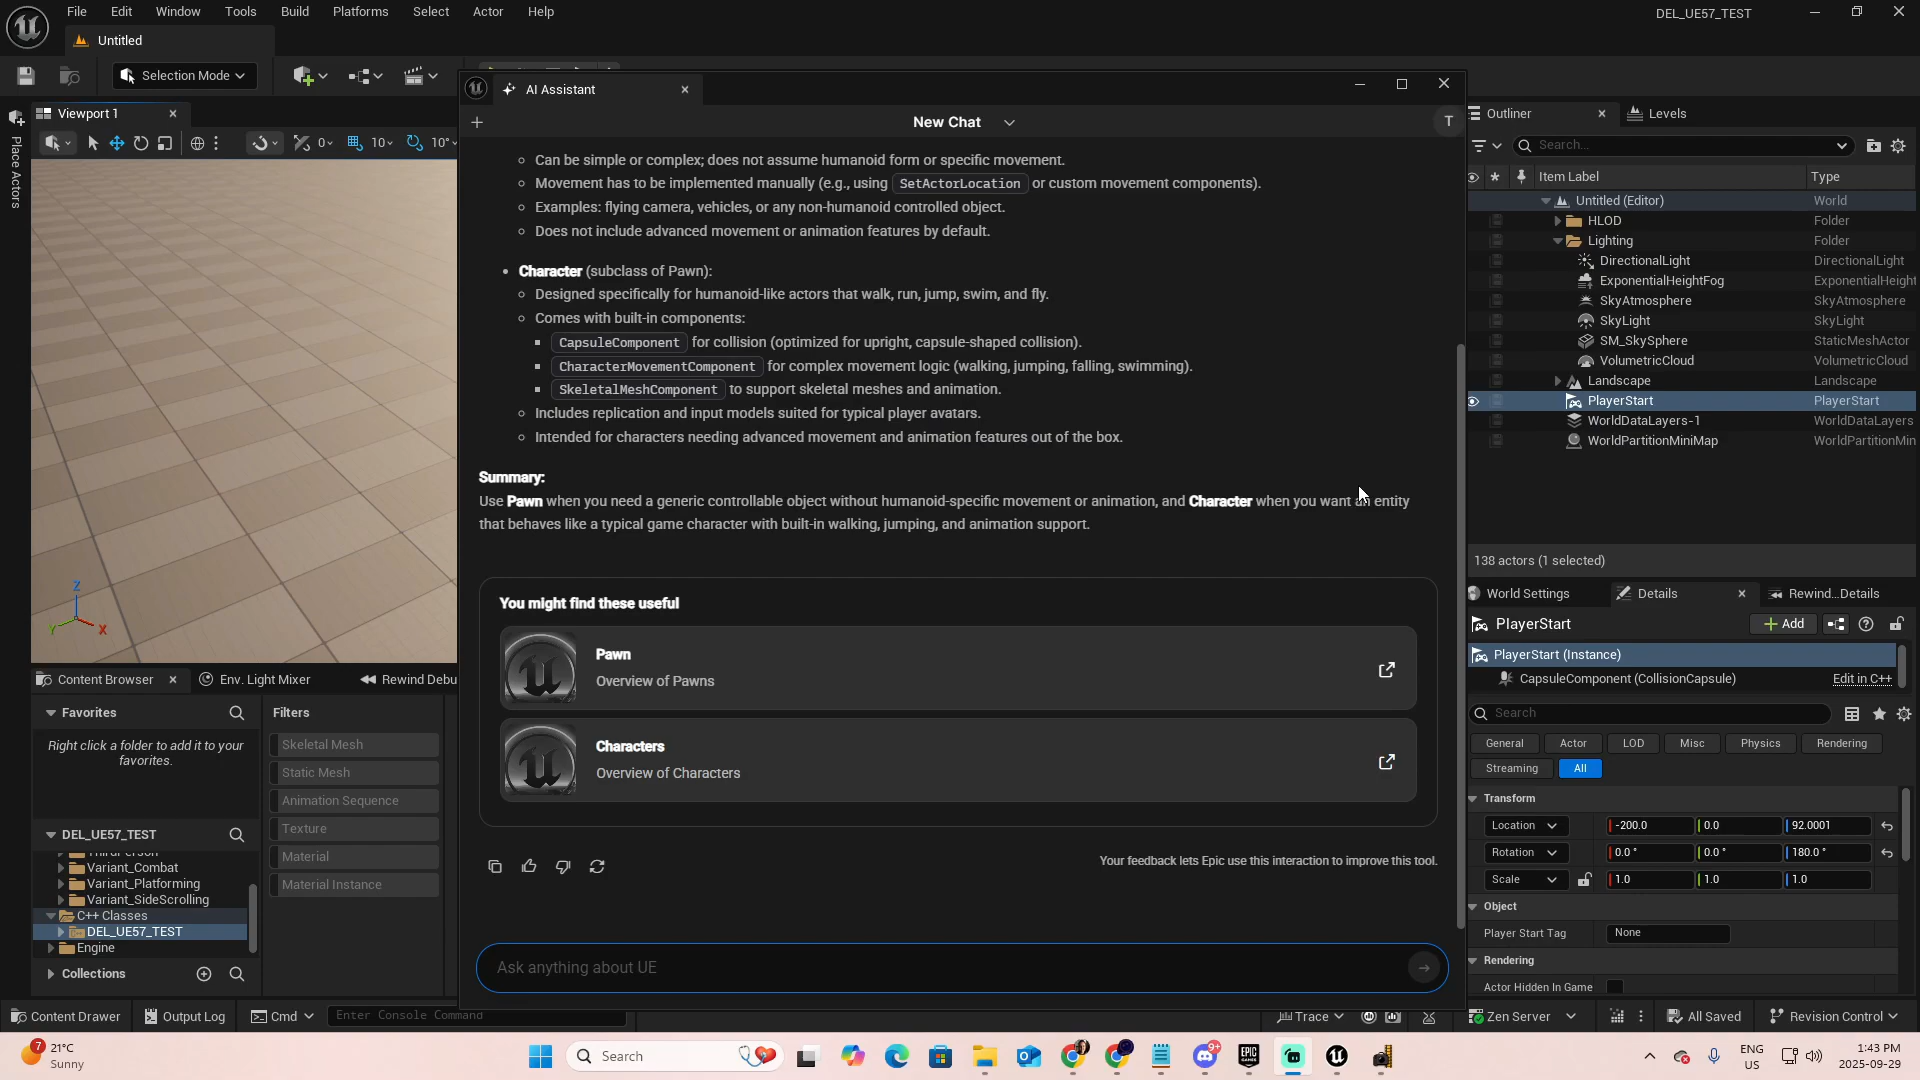 File Edit Window Tools Build Platforms Select Actor Help
DEL_UE57_TEST
Untitled
Selection Mode
Viewport 1
0
10
10°
Place Actors
AI Assistant
New Chat
T
Can be simple or complex; does not assume humanoid form or specific movement.
Movement has to be implemented manually (e.g., using SetActorLocation or custom movement components).
Examples: flying camera, vehicles, or any non-humanoid controlled object.
Does not include advanced movement or animation features by default.
Character (subclass of Pawn):
Designed specifically for humanoid-like actors that walk, run, jump, swim, and fly.
Comes with built-in components:
CapsuleComponent for collision (optimized for upright, capsule-shaped collision).
CharacterMovementComponent for complex movement logic (walking, jumping, falling, swimming).
SkeletalMeshComponent to support skeletal meshes and animation.
Includes replication and input models suited for typical player avatars.
Intended for characters needing advanced movement and animation features out of the box.
Summary:
Use Pawn when you need a generic controllable object without humanoid-specific movement or animation, and Character when you want an entity
that behaves like a typical game character with built-in walking, jumping, and animation support.
You might find these useful
Pawn
Overview of Pawns
Characters
Overview of Characters
Your feedback lets Epic use this interaction to improve this tool.
Ask anything about UE
Outliner
Levels
Search...
Item Label Type
Untitled (Editor) World
HLOD Folder
Lighting Folder
DirectionalLight DirectionalLight
ExponentialHeightFog ExponentialHeight
SkyAtmosphere SkyAtmosphere
SkyLight SkyLight
SM_SkySphere StaticMeshActor
VolumetricCloud VolumetricCloud
Landscape Landscape
PlayerStart PlayerStart
WorldDataLayers-1 WorldDataLayers
WorldPartitionMiniMap WorldPartitionMin
138 actors (1 selected)
World Settings
Details
Rewind...Details
PlayerStart
Add
PlayerStart (Instance)
CapsuleComponent (CollisionCapsule) Edit in C++
Search
General Actor LOD Misc Physics Rendering
Streaming All
Transform
Location -200.0 0.0 92.0001
Rotation 0.0 ° 0.0 ° 180.0 °
Scale 1.0 1.0 1.0
Object
Player Start Tag None
Rendering
Actor Hidden In Game
Z
Y
X
Content Browser
Env. Light Mixer
Rewind Debu
Favorites
Right click a folder to add it to your
favorites.
Filters
Skeletal Mesh
Static Mesh
Animation Sequence
Texture
Material
Material Instance
DEL_UE57_TEST
ThirdPerson
Variant_Combat
Variant_Platforming
Variant_SideScrolling
C++ Classes
DEL_UE57_TEST
Engine
Collections
Content Drawer
Output Log
Cmd
Enter Console Command
Trace
Zen Server
All Saved
Revision Control
7
21°C
Sunny
Search
9+
EPIC GAMES
ENG
US
1:43 PM
2025-09-29